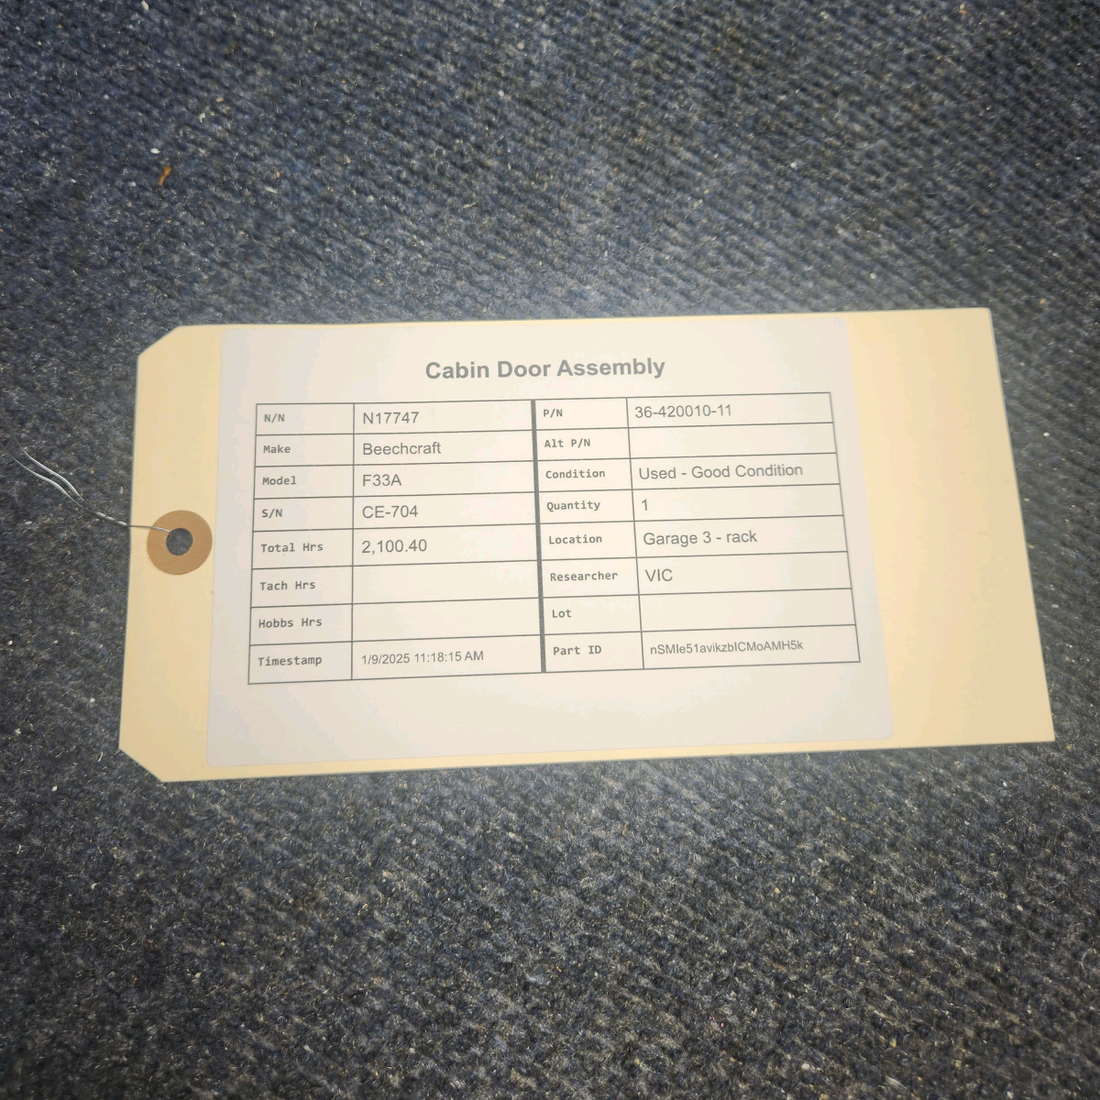 Cabin Door Assembly
N/N N17747 P/N 36-420010-11
Make Beechcraft Alt P/N
Model F33A Condition Used - Good Condition
S/N CE-704 Quantity 1
Total Hrs 2,100.40 Location Garage 3 - rack
Tach Hrs Researcher VIC
Hobbs Hrs Lot
Timestamp 1/9/2025 11:18:15 AM Part ID nSMIe51avikzbICMoAMH5k